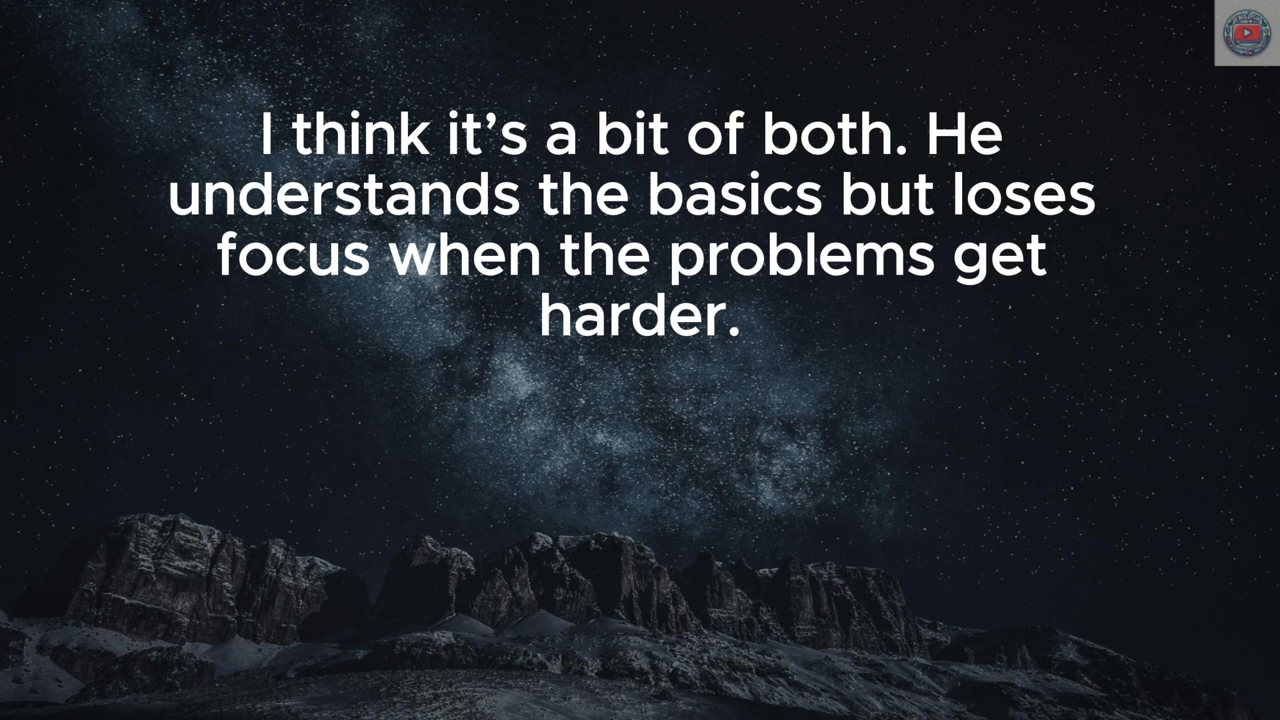 I think it’s a bit of both. He
understands the basics but loses
focus when the problems get
harder.